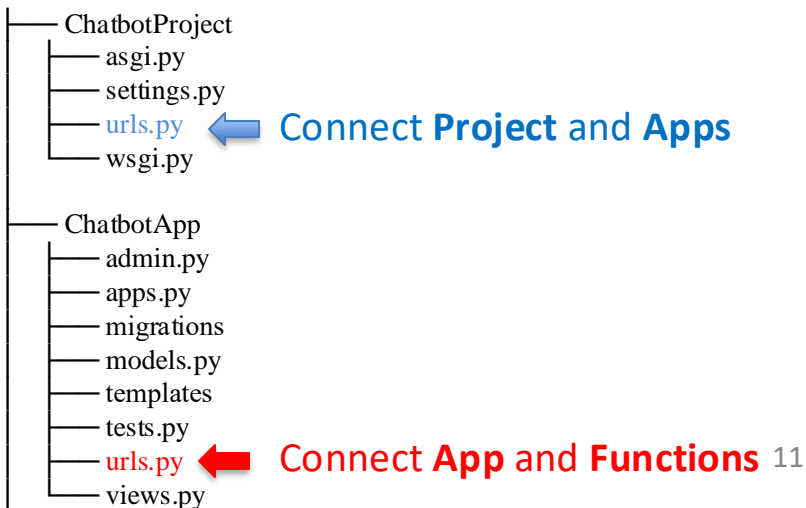 ChatbotProject
asgi.py
settings.py
urls.py Connect Project and Apps
wsgi.py
ChatbotApp
admin.py
apps.py
migrations
models.py
templates
tests.py
urls.py Connect App and Functions 11
views.py